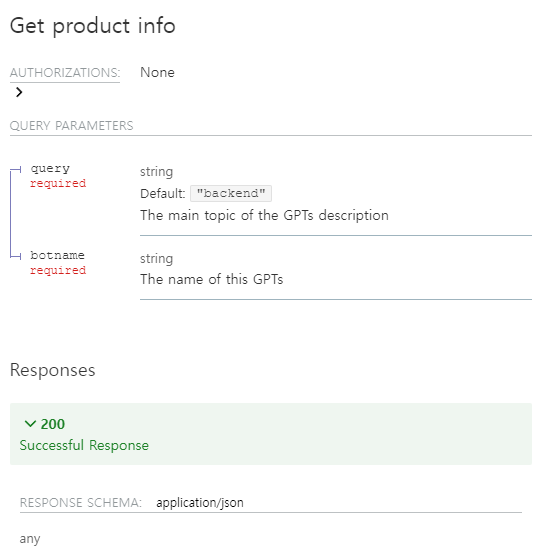 Get product info
AUTHORIZATIONS: None
QUERY PARAMETERS
query string
required
Default: "backend"
The main topic of the GPTs description
botname string
required
The name of this GPTs
Responses
200
Successful Response
RESPONSE SCHEMA: application/json
any